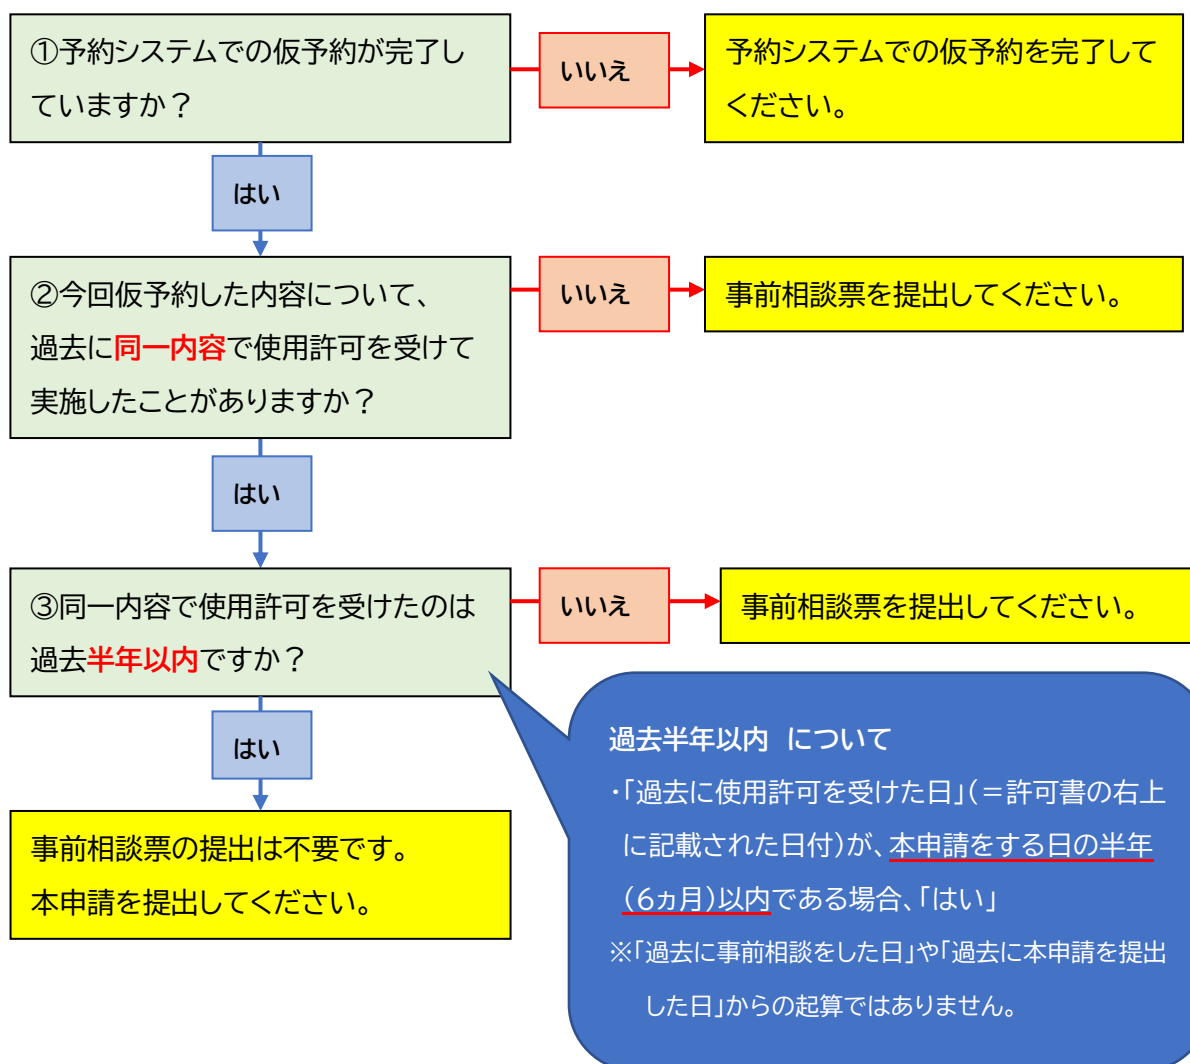 ①予約システムでの仮予約が完了し
ていますか？
いいえ
予約システムでの仮予約を完了して
ください。
はい
②今回仮予約した内容について、
過去に同一内容で使用許可を受けて
実施したことがありますか？
いいえ
事前相談票を提出してください。
はい
③同一内容で使用許可を受けたのは
過去半年以内ですか？
いいえ
事前相談票を提出してください。
はい
事前相談票の提出は不要です。
本申請を提出してください。
過去半年以内　について
・「過去に使用許可を受けた日」（＝許可書の右上
に記載された日付）が、本申請をする日の半年
（6ヵ月）以内である場合、「はい」
※「過去に事前相談をした日」や「過去に本申請を提出
した日」からの起算ではありません。